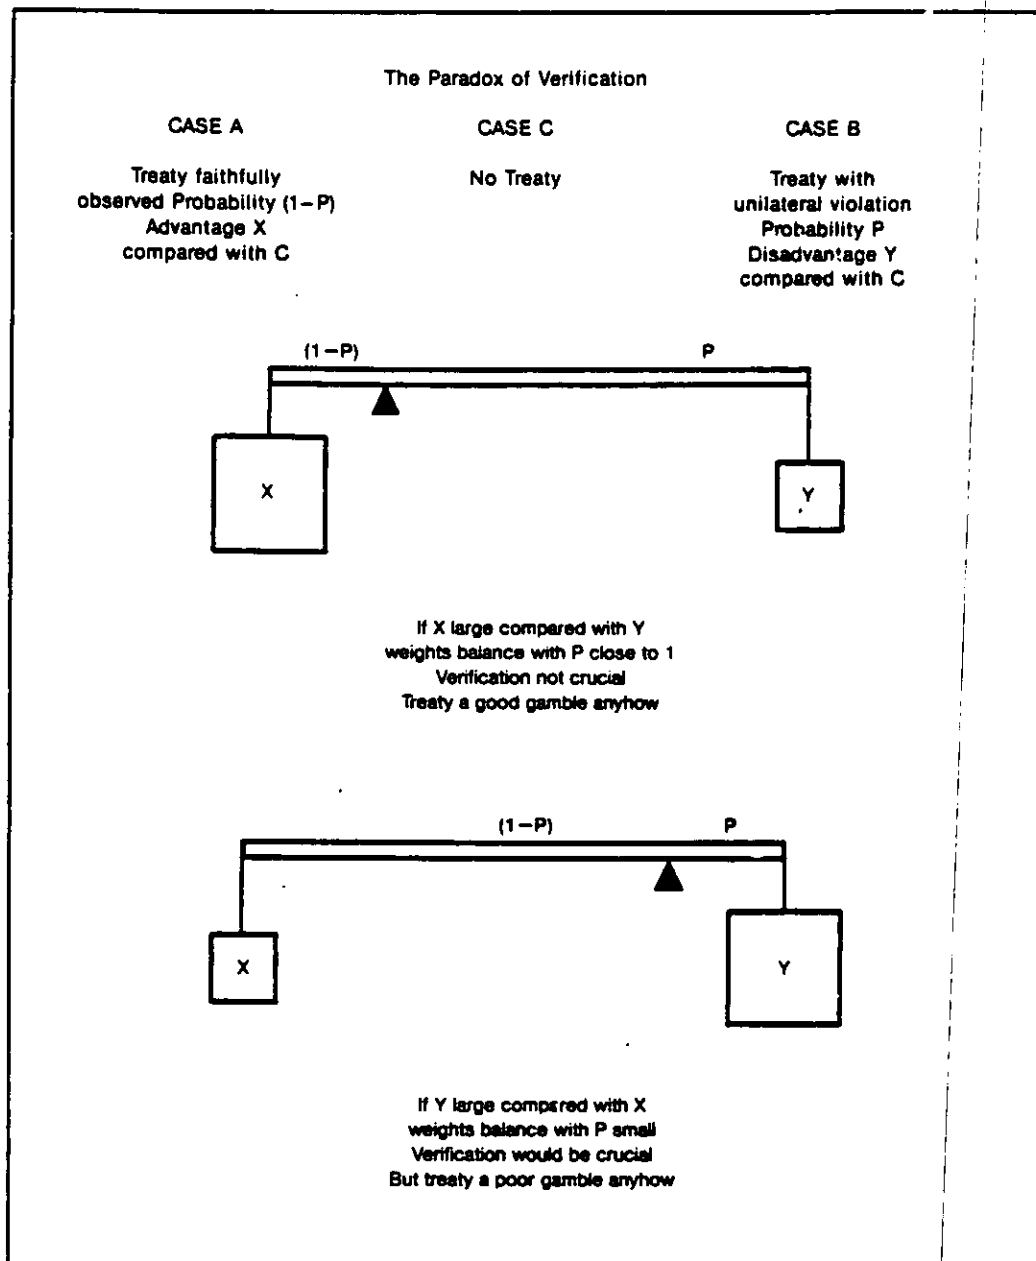 The Paradox of Verification
CASE A
Treaty faithfully
observed Probability (1–P)
Advantage X
compared with C
CASE C
No Treaty
CASE B
Treaty with
unilateral violation
Probability P
Disadvantage Y
compared with C
(1–P) P
X Y
If X large compared with Y
weights balance with P close to 1
Verification not crucial
Treaty a good gamble anyhow
(1–P) P
X Y
If Y large compared with X
weights balance with P small
Verification would be crucial
But treaty a poor gamble anyhow